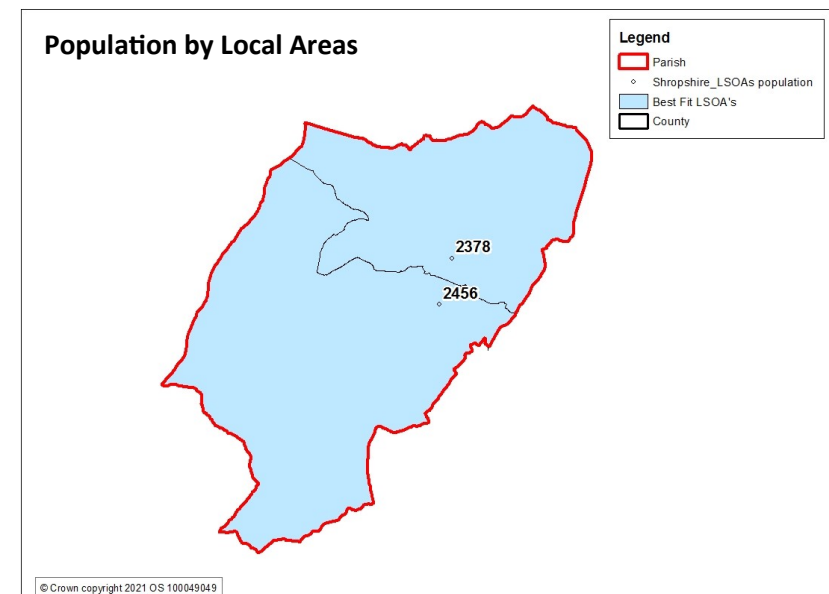 Population by Local Areas
Legend
Parish
Shropshire_LSOAs population
Best Fit LSOA's
County
2378
2456
© Crown copyright 2021 OS 100049049